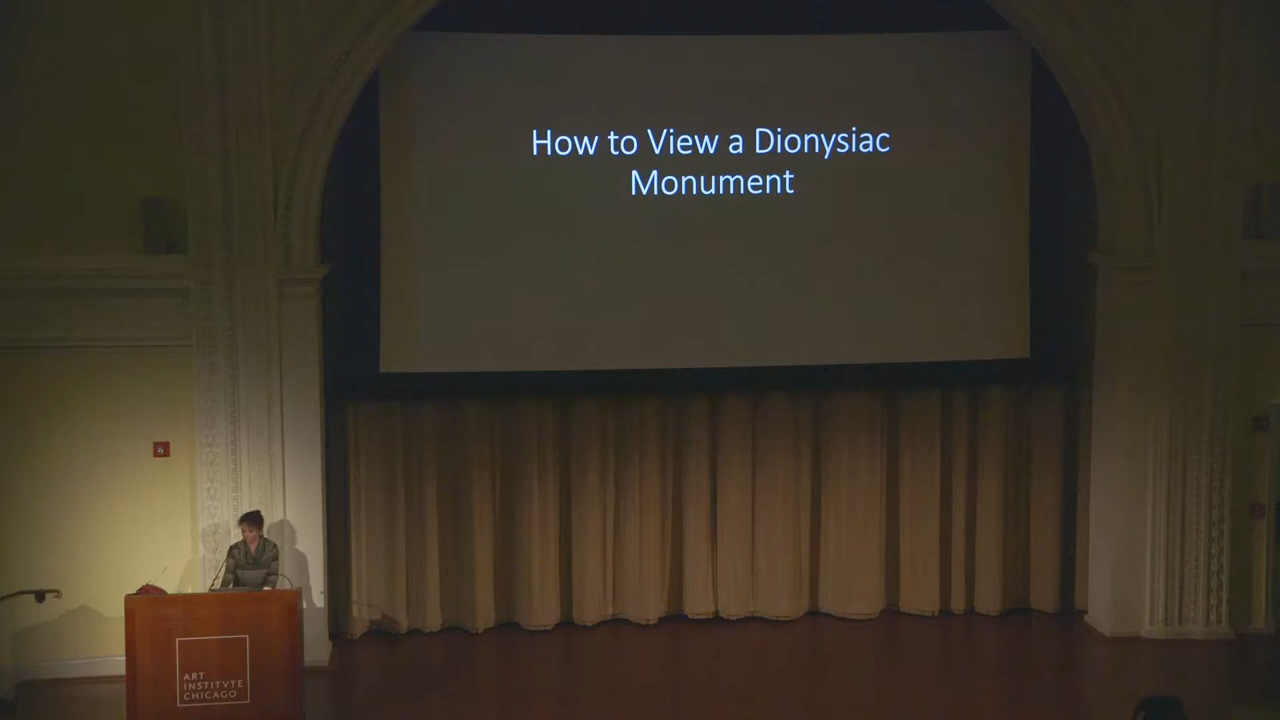 How to View a Dionysiac
Monument
ART
INSTITVTE
CHICAGO